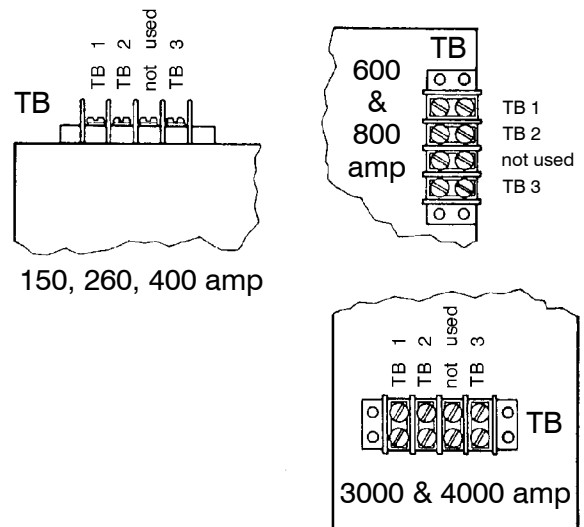 TB 1
TB 2
not used
TB 3
TB
150, 260, 400 amp
TB
600
&
800
amp
TB 1
TB 2
not used
TB 3
TB 1
TB 2
not used
TB 3
TB
3000 & 4000 amp